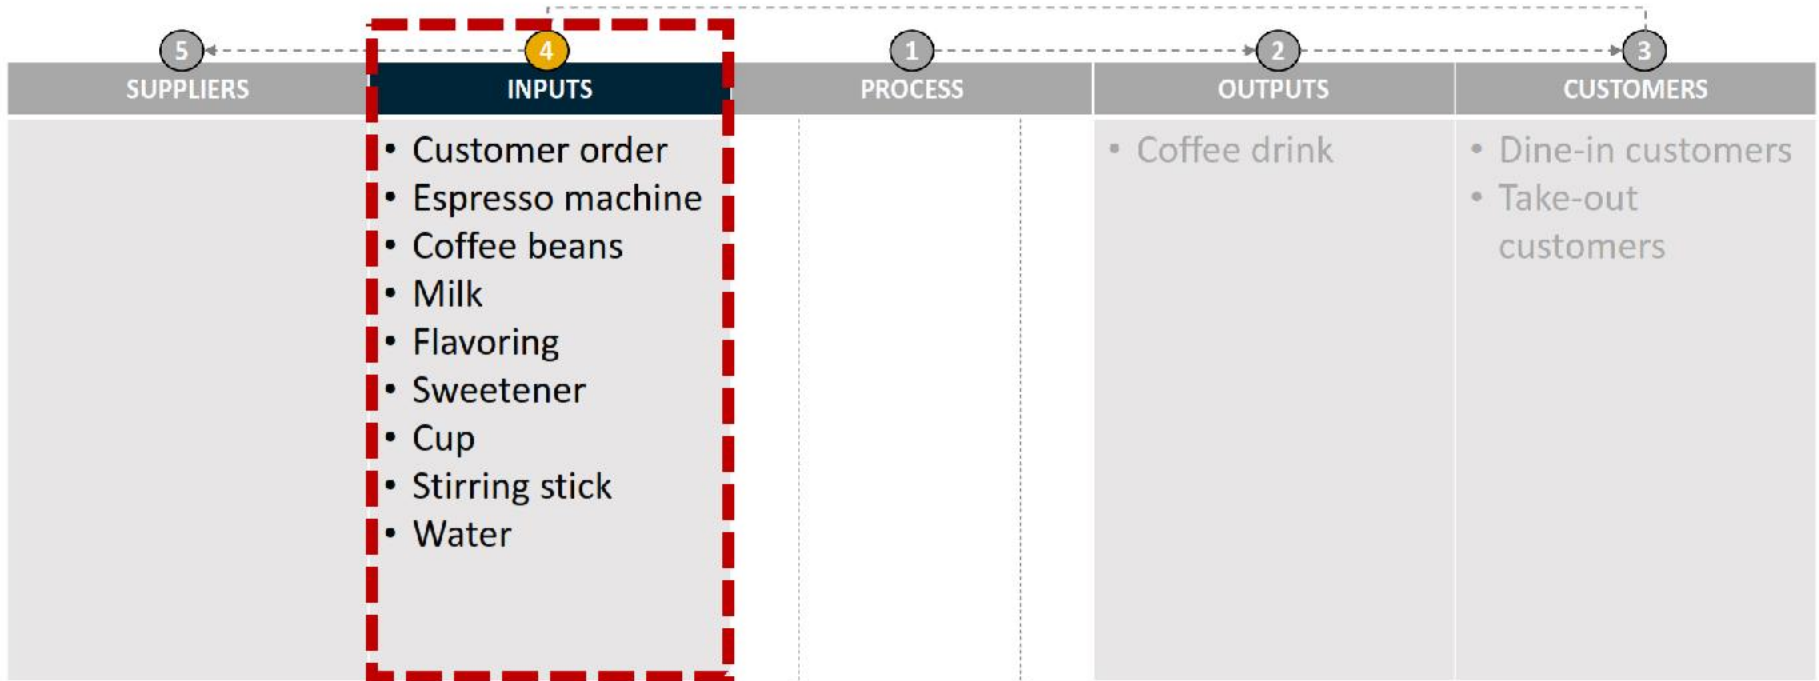 5
4
1
2
3
SUPPLIERS
INPUTS
PROCESS
OUTPUTS
CUSTOMERS
• Customer order
• Espresso machine
• Coffee beans
• Milk
• Flavoring
• Sweetener
• Cup
• Stirring stick
• Water
• Coffee drink
• Dine-in customers
• Take-out
customers